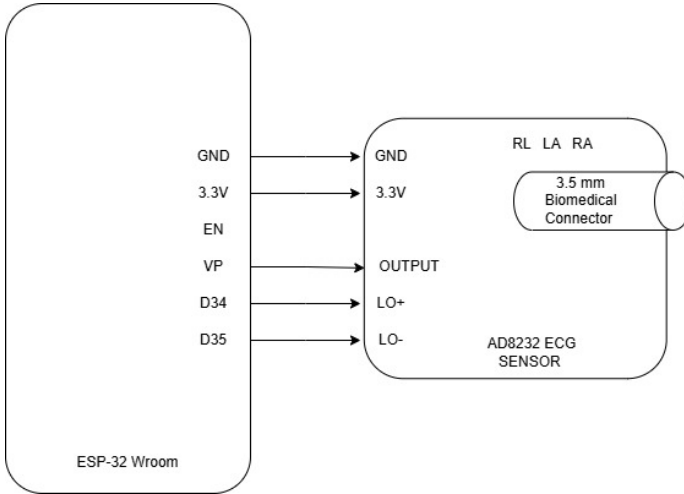 GND
3.3V
EN
VP
D34
D35
ESP-32 Wroom
GND
3.3V
OUTPUT
LO+
LO-
RL LA RA
3.5 mm
Biomedical
Connector
AD8232 ECG
SENSOR